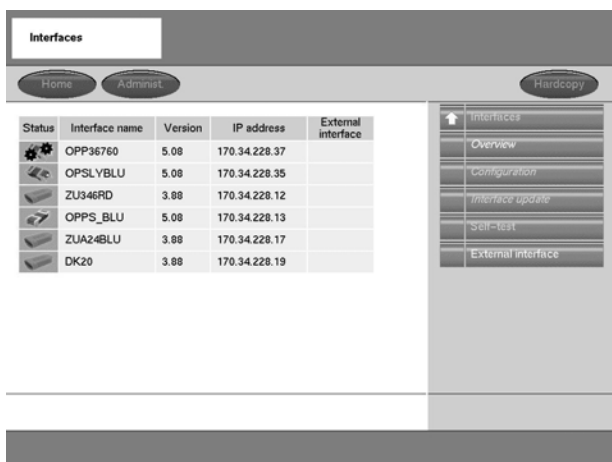 Interfaces
Home Administ. Hardcopy
Status Interface name Version IP address External
interface
OPP36760 5.08 170.34.228.37
OPSLYBLU 5.08 170.34.228.35
ZU346RD 3.88 170.34.228.12
OPPS_BLU 5.08 170.34.228.13
ZUA24BLU 3.88 170.34.228.17
DK20 3.88 170.34.228.19
Interfaces
Overview
Configuration
Interface update
Self-test
External interface